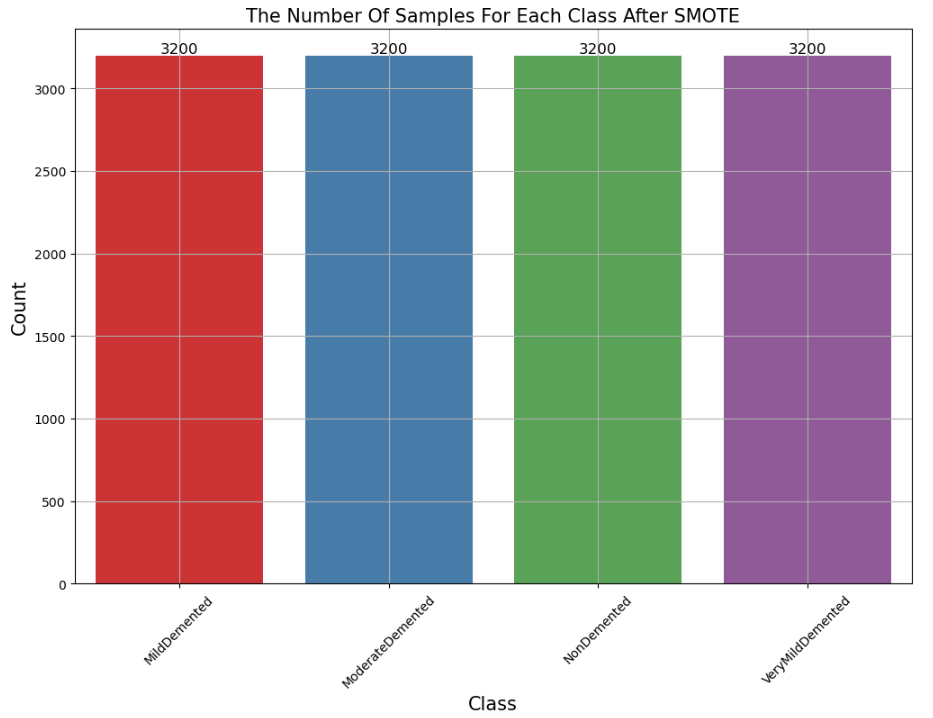 The Number Of Samples For Each Class After SMOTE
3200 3200 3200 3200
3000
2500
2000
1500
1000
500
0
Count
MildDemented ModerateDemented NonDemented VeryMildDemented
Class